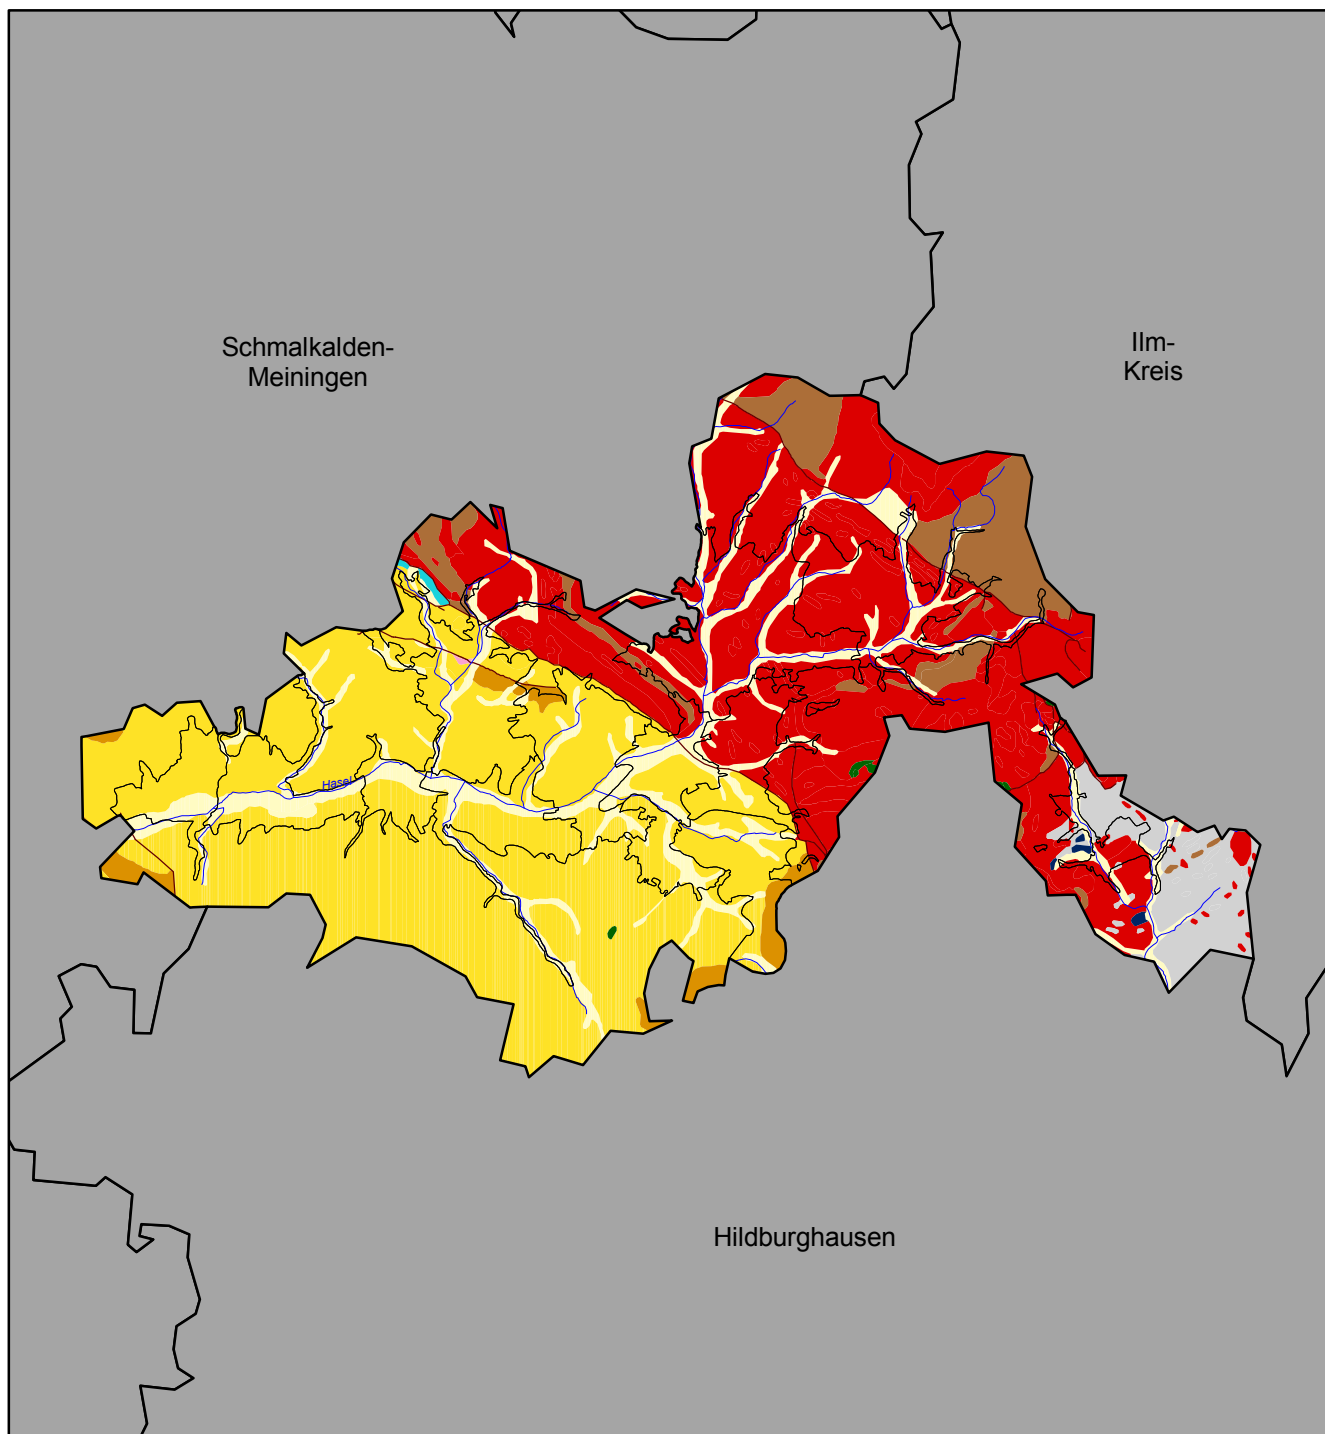 Schmalkalden-
Meiningen
Ilm-
Kreis
Hasel
Hildburghausen